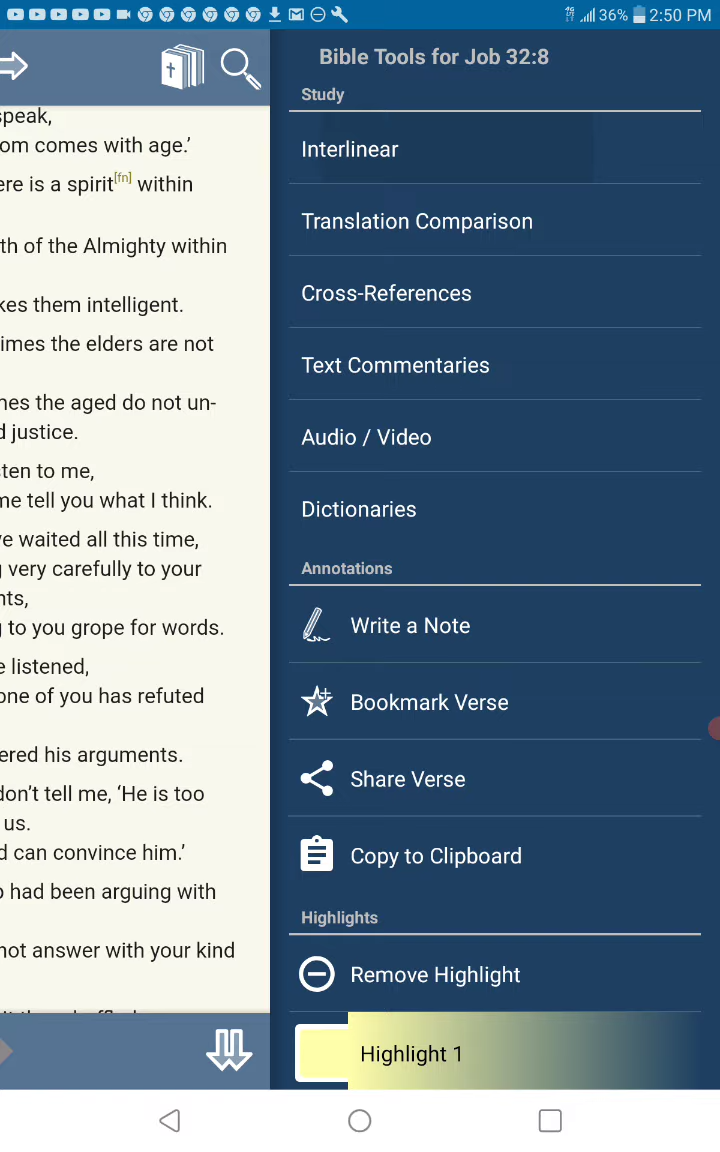 36% 2:50 PM
speak,
om comes with age.’
ere is a spirit[fn] within
th of the Almighty within
kes them intelligent.
imes the elders are not
nes the aged do not un-
d justice.
ten to me,
me tell you what I think.
ve waited all this time,
g very carefully to your
nts,
g to you grope for words.
e listened,
one of you has refuted
ered his arguments.
don’t tell me, ‘He is too
us.
d can convince him.’
b had been arguing with
not answer with your kind
Bible Tools for Job 32:8
Study
Interlinear
Translation Comparison
Cross-References
Text Commentaries
Audio / Video
Dictionaries
Annotations
Write a Note
Bookmark Verse
Share Verse
Copy to Clipboard
Highlights
Remove Highlight
Highlight 1